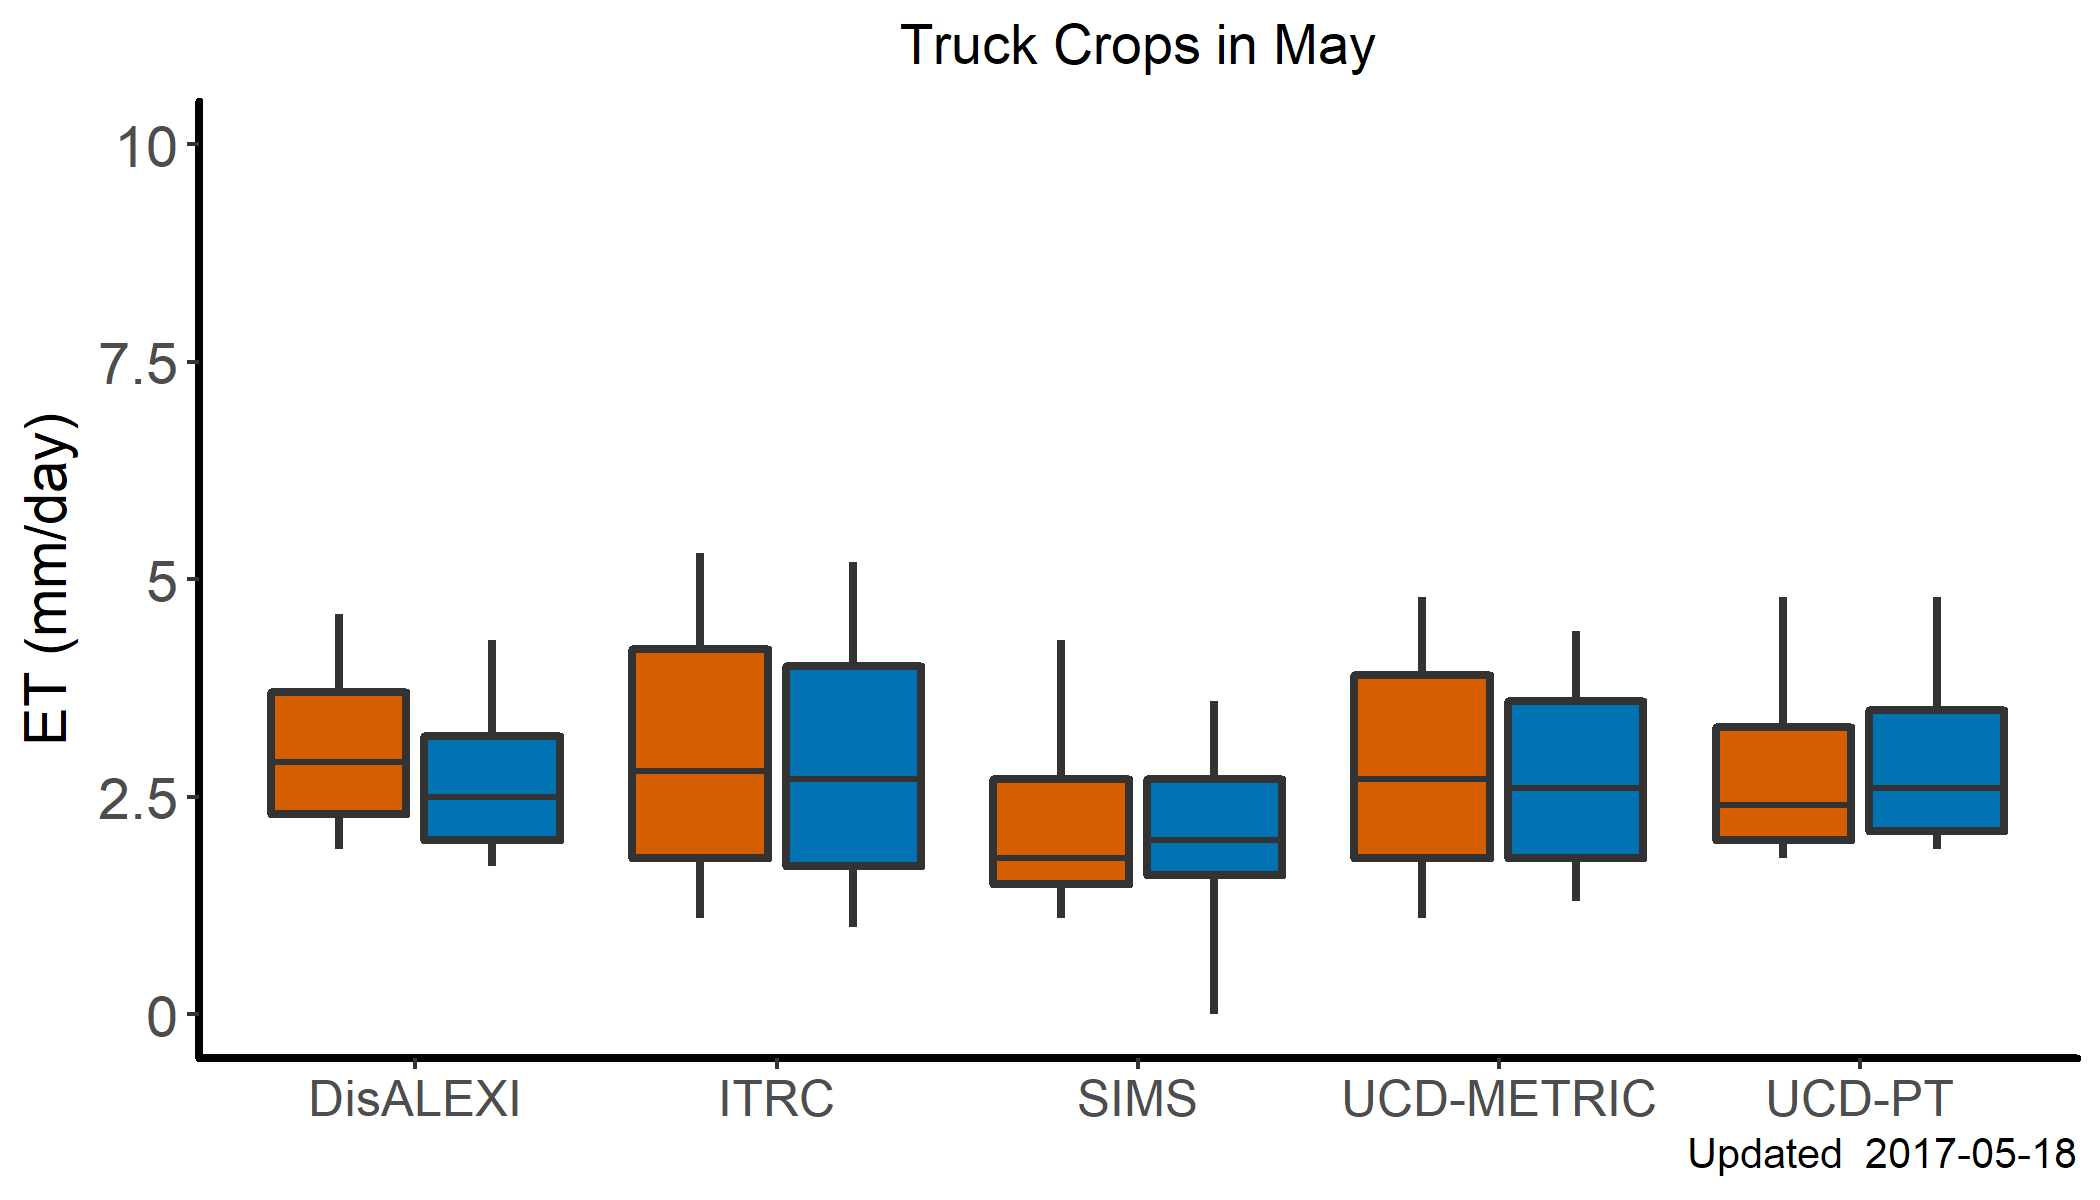 Truck Crops in May
ET (mm/day)
10
7.5
5
2.5
0
DisALEXI ITRC SIMS UCD-METRIC UCD-PT
Updated  2017-05-18